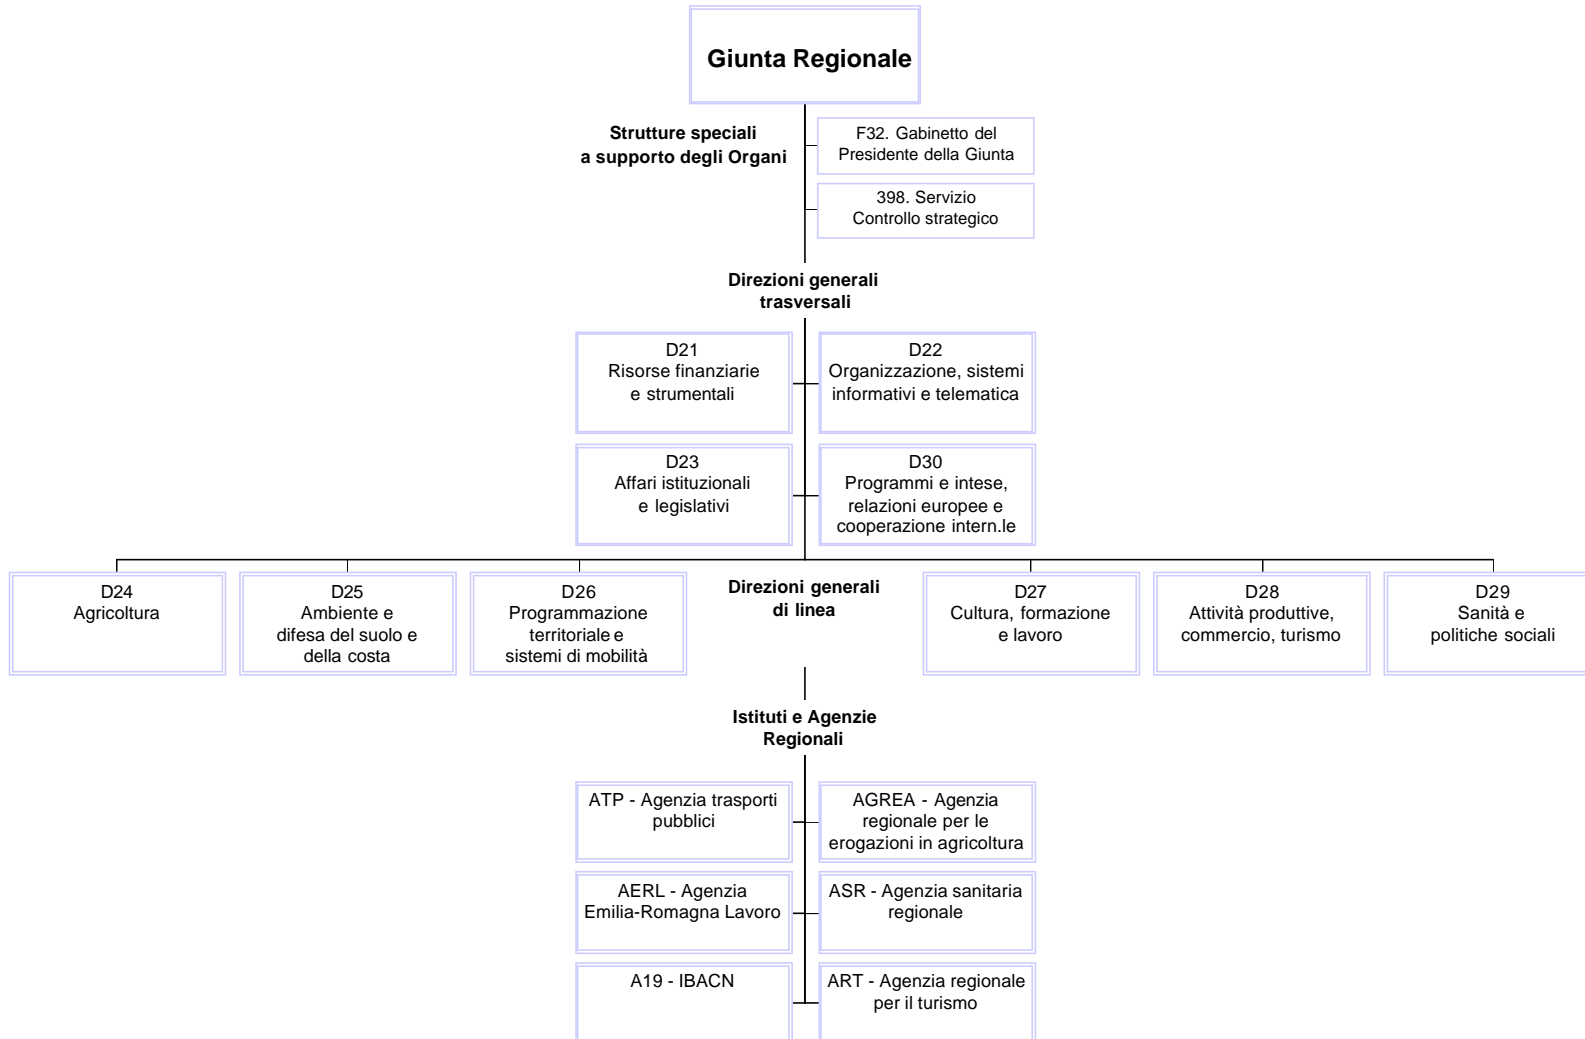 Giunta Regionale
Strutture speciali
a supporto degli Organi
F32. Gabinetto del
Presidente della Giunta
398. Servizio
Controllo strategico
Direzioni generali
trasversali
D21
Risorse finanziarie
e strumentali
D22
Organizzazione, sistemi
informativi e telematica
D23
Affari istituzionali
e legislativi
D30
Programmi e intese,
relazioni europee e
cooperazione intern.le
D24
Agricoltura
D25
Ambiente e
difesa del suolo e
della costa
D26
Programmazione
territoriale e
sistemi di mobilità
Direzioni generali
di linea
D27
Cultura, formazione
e lavoro
D28
Attività produttive,
commercio, turismo
D29
Sanità e
politiche sociali
Istituti e Agenzie
Regionali
ATP - Agenzia trasporti
pubblici
AGREA - Agenzia
regionale per le
erogazioni in agricoltura
AERL - Agenzia
Emilia-Romagna Lavoro
ASR - Agenzia sanitaria
regionale
A19 - IBACN
ART - Agenzia regionale
per il turismo